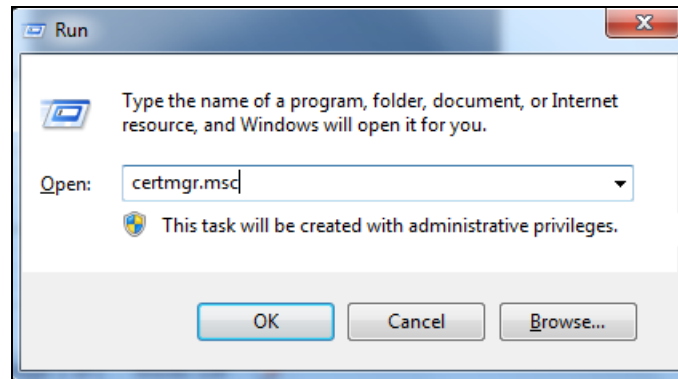 Run
Type the name of a program, folder, document, or Internet
resource, and Windows will open it for you.
Open: certmgr.msc
This task will be created with administrative privileges.
OK Cancel Browse...